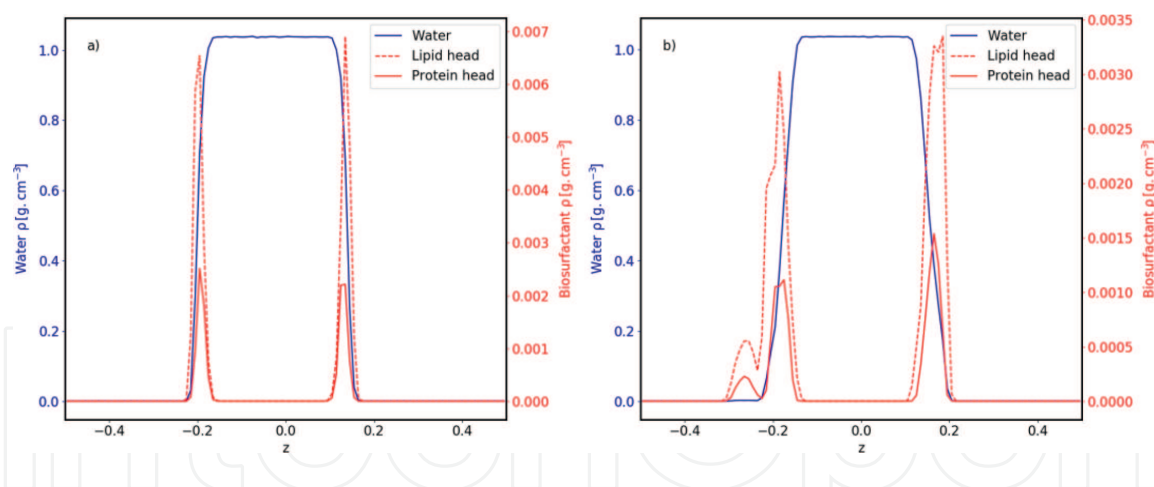 a)
Water
Lipid head
Protein head
Water ρ [g. cm⁻³]
1.0
0.8
0.6
0.4
0.2
0.0
0.007
0.006
0.005
0.004
0.003
0.002
0.001
0.000
Biosurfactant ρ [g. cm⁻³]
−0.4 −0.2 0.0 0.2 0.4
z
b)
Water
Lipid head
Protein head
Water ρ [g. cm⁻³]
1.0
0.8
0.6
0.4
0.2
0.0
0.0035
0.0030
0.0025
0.0020
0.0015
0.0010
0.0005
0.0000
Biosurfactant ρ [g. cm⁻³]
−0.4 −0.2 0.0 0.2 0.4
z